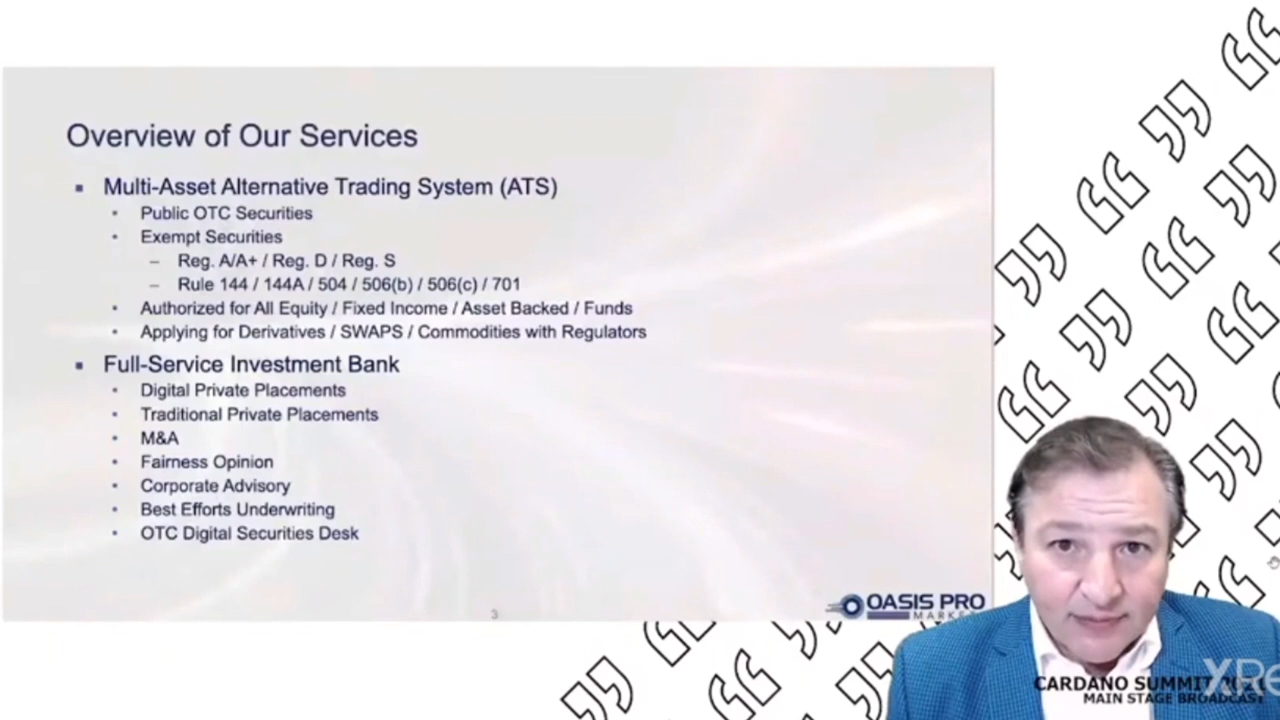 Overview of Our Services
▪ Multi-Asset Alternative Trading System (ATS)
• Public OTC Securities
• Exempt Securities
– Reg. A/A+ / Reg. D / Reg. S
– Rule 144 / 144A / 504 / 506(b) / 506(c) / 701
• Authorized for All Equity / Fixed Income / Asset Backed / Funds
• Applying for Derivatives / SWAPS / Commodities with Regulators
▪ Full-Service Investment Bank
• Digital Private Placements
• Traditional Private Placements
• M&A
• Fairness Opinion
• Corporate Advisory
• Best Efforts Underwriting
• OTC Digital Securities Desk
3
OASIS PRO
CARDANO SUMMIT
MAIN STAGE BROADCAST